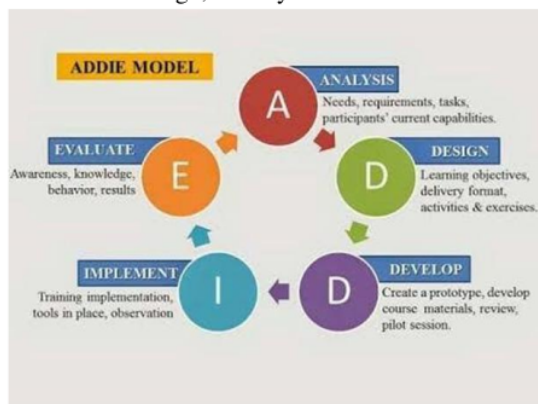 ADDIE MODEL
A
ANALYSIS
Needs, requirements, tasks,
participants' current capabilities.
D
DESIGN
Learning objectives,
delivery format,
activities & exercises.
D
DEVELOP
Create a prototype, develop
course materials, review,
pilot session.
I
IMPLEMENT
Training implementation,
tools in place, observation
E
EVALUATE
Awareness, knowledge,
behavior, results